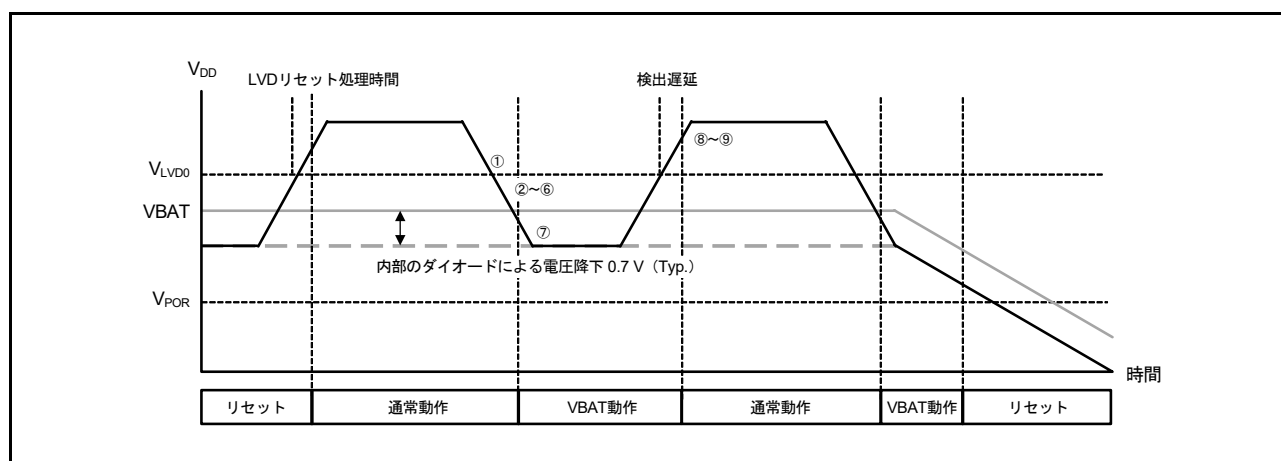 VDD
LVDリセット処理時間
検出遅延
①
⑧~⑨
VLVD0
②~⑥
VBAT
⑦
内部のダイオードによる電圧降下 0.7 V（Typ.）
VPOR
時間
リセット 通常動作 VBAT動作 通常動作 VBAT動作 リセット